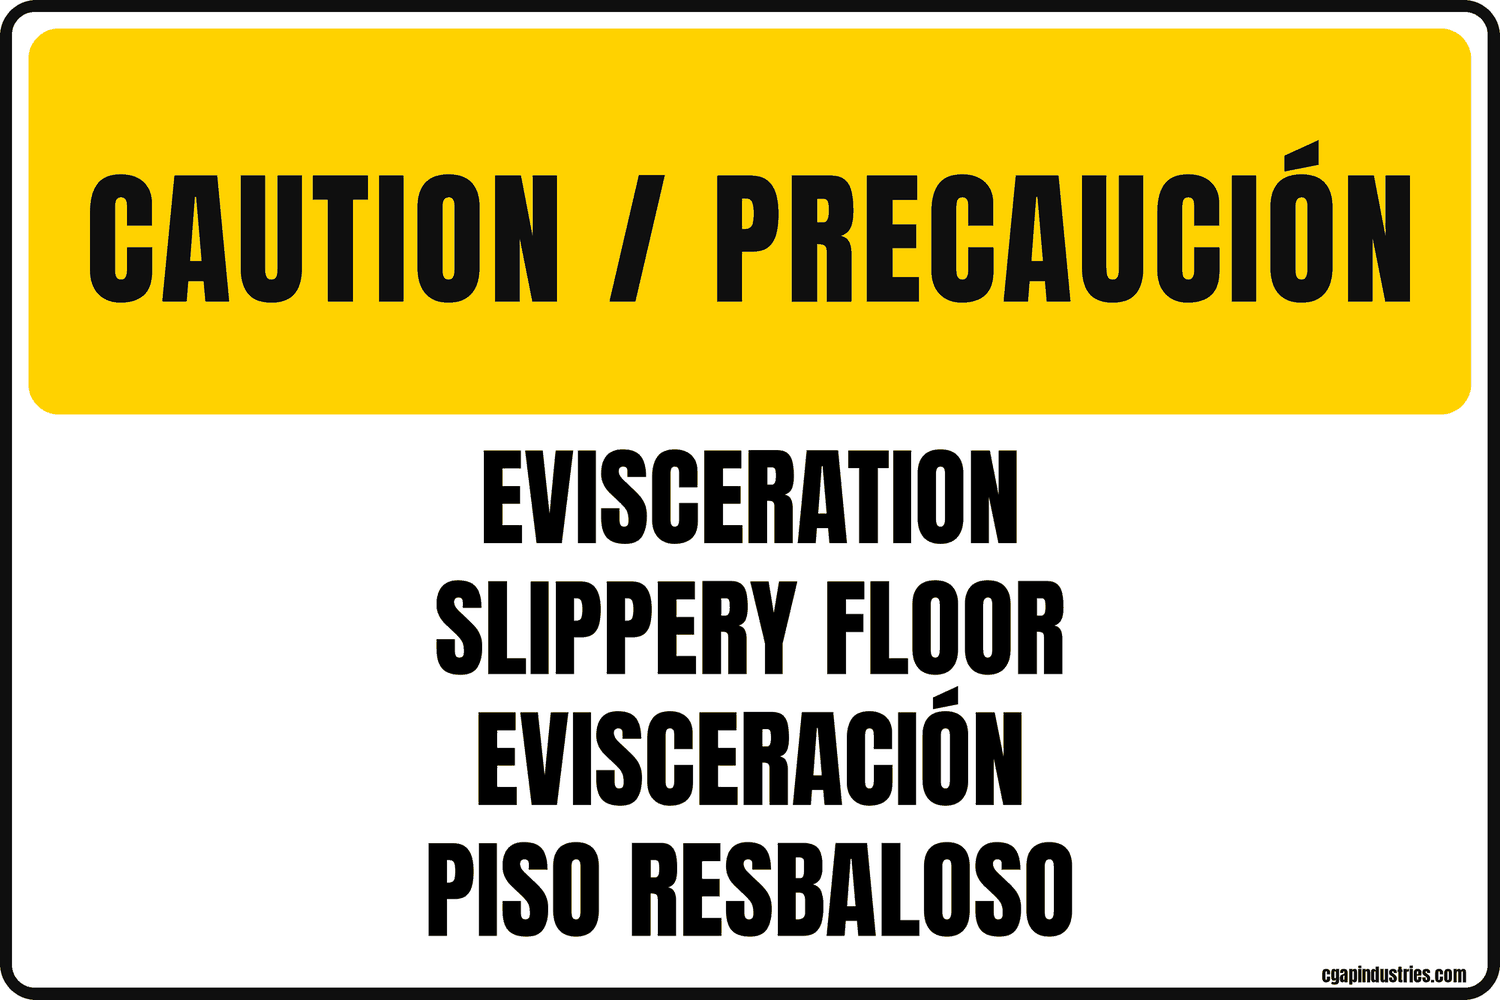 CAUTION / PRECAUCIÓN
EVISCERATION
SLIPPERY FLOOR
EVISCERACIÓN
PISO RESBALOSO
cgapindustries.com